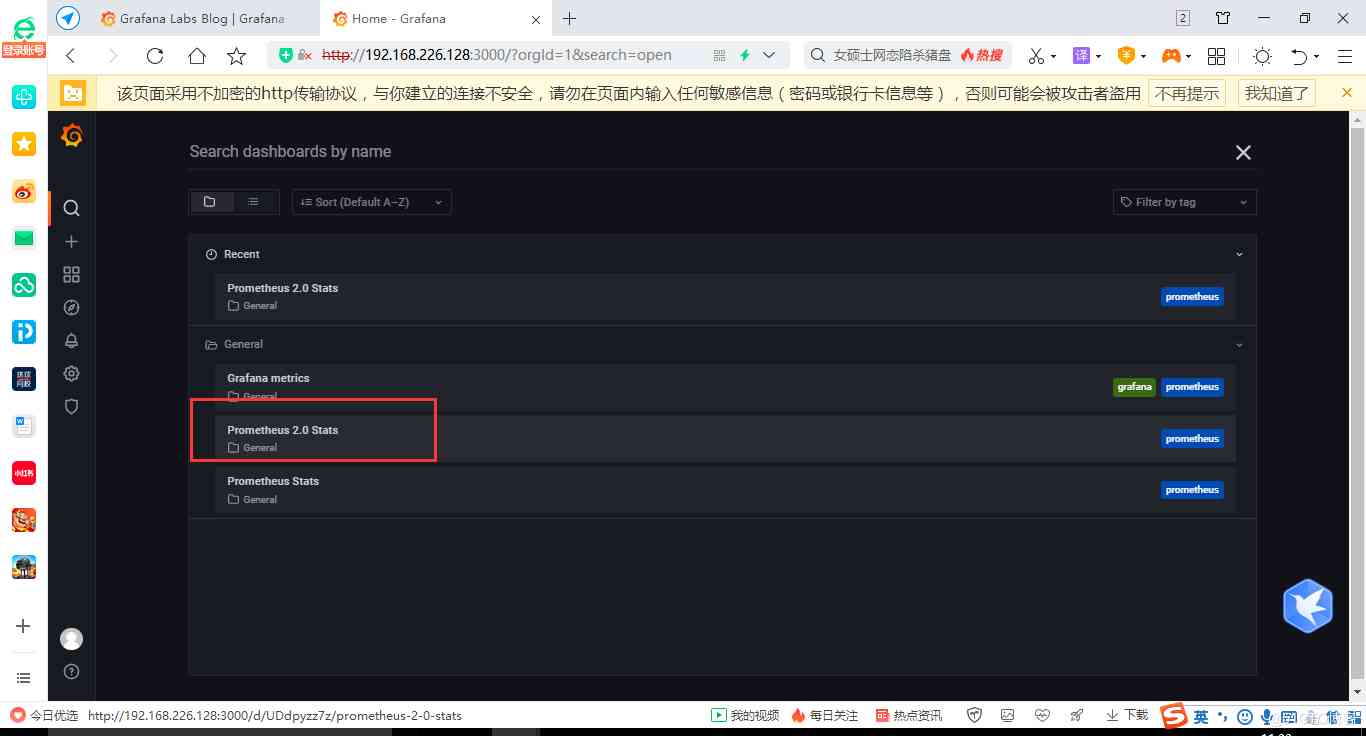 登录账号
Grafana Labs Blog | Grafana
Home - Grafana
2
http://192.168.226.128:3000/?orgId=1&search=open
女硕士网恋陷杀猪盘
热搜
译
该页面采用不加密的http传输协议，与你建立的连接不安全，请勿在页面内输入任何敏感信息（密码或银行卡信息等），否则可能会被攻击者盗用
不再提示
我知道了
Search dashboards by name
Sort (Default A–Z)
Filter by tag
Recent
Prometheus 2.0 Stats
General
prometheus
General
Grafana metrics
General
grafana
prometheus
Prometheus 2.0 Stats
General
prometheus
Prometheus Stats
General
prometheus
小红书
今日优选
http://192.168.226.128:3000/d/UDdpyzz7z/prometheus-2-0-stats
我的视频
每日关注
热点资讯
下载
英